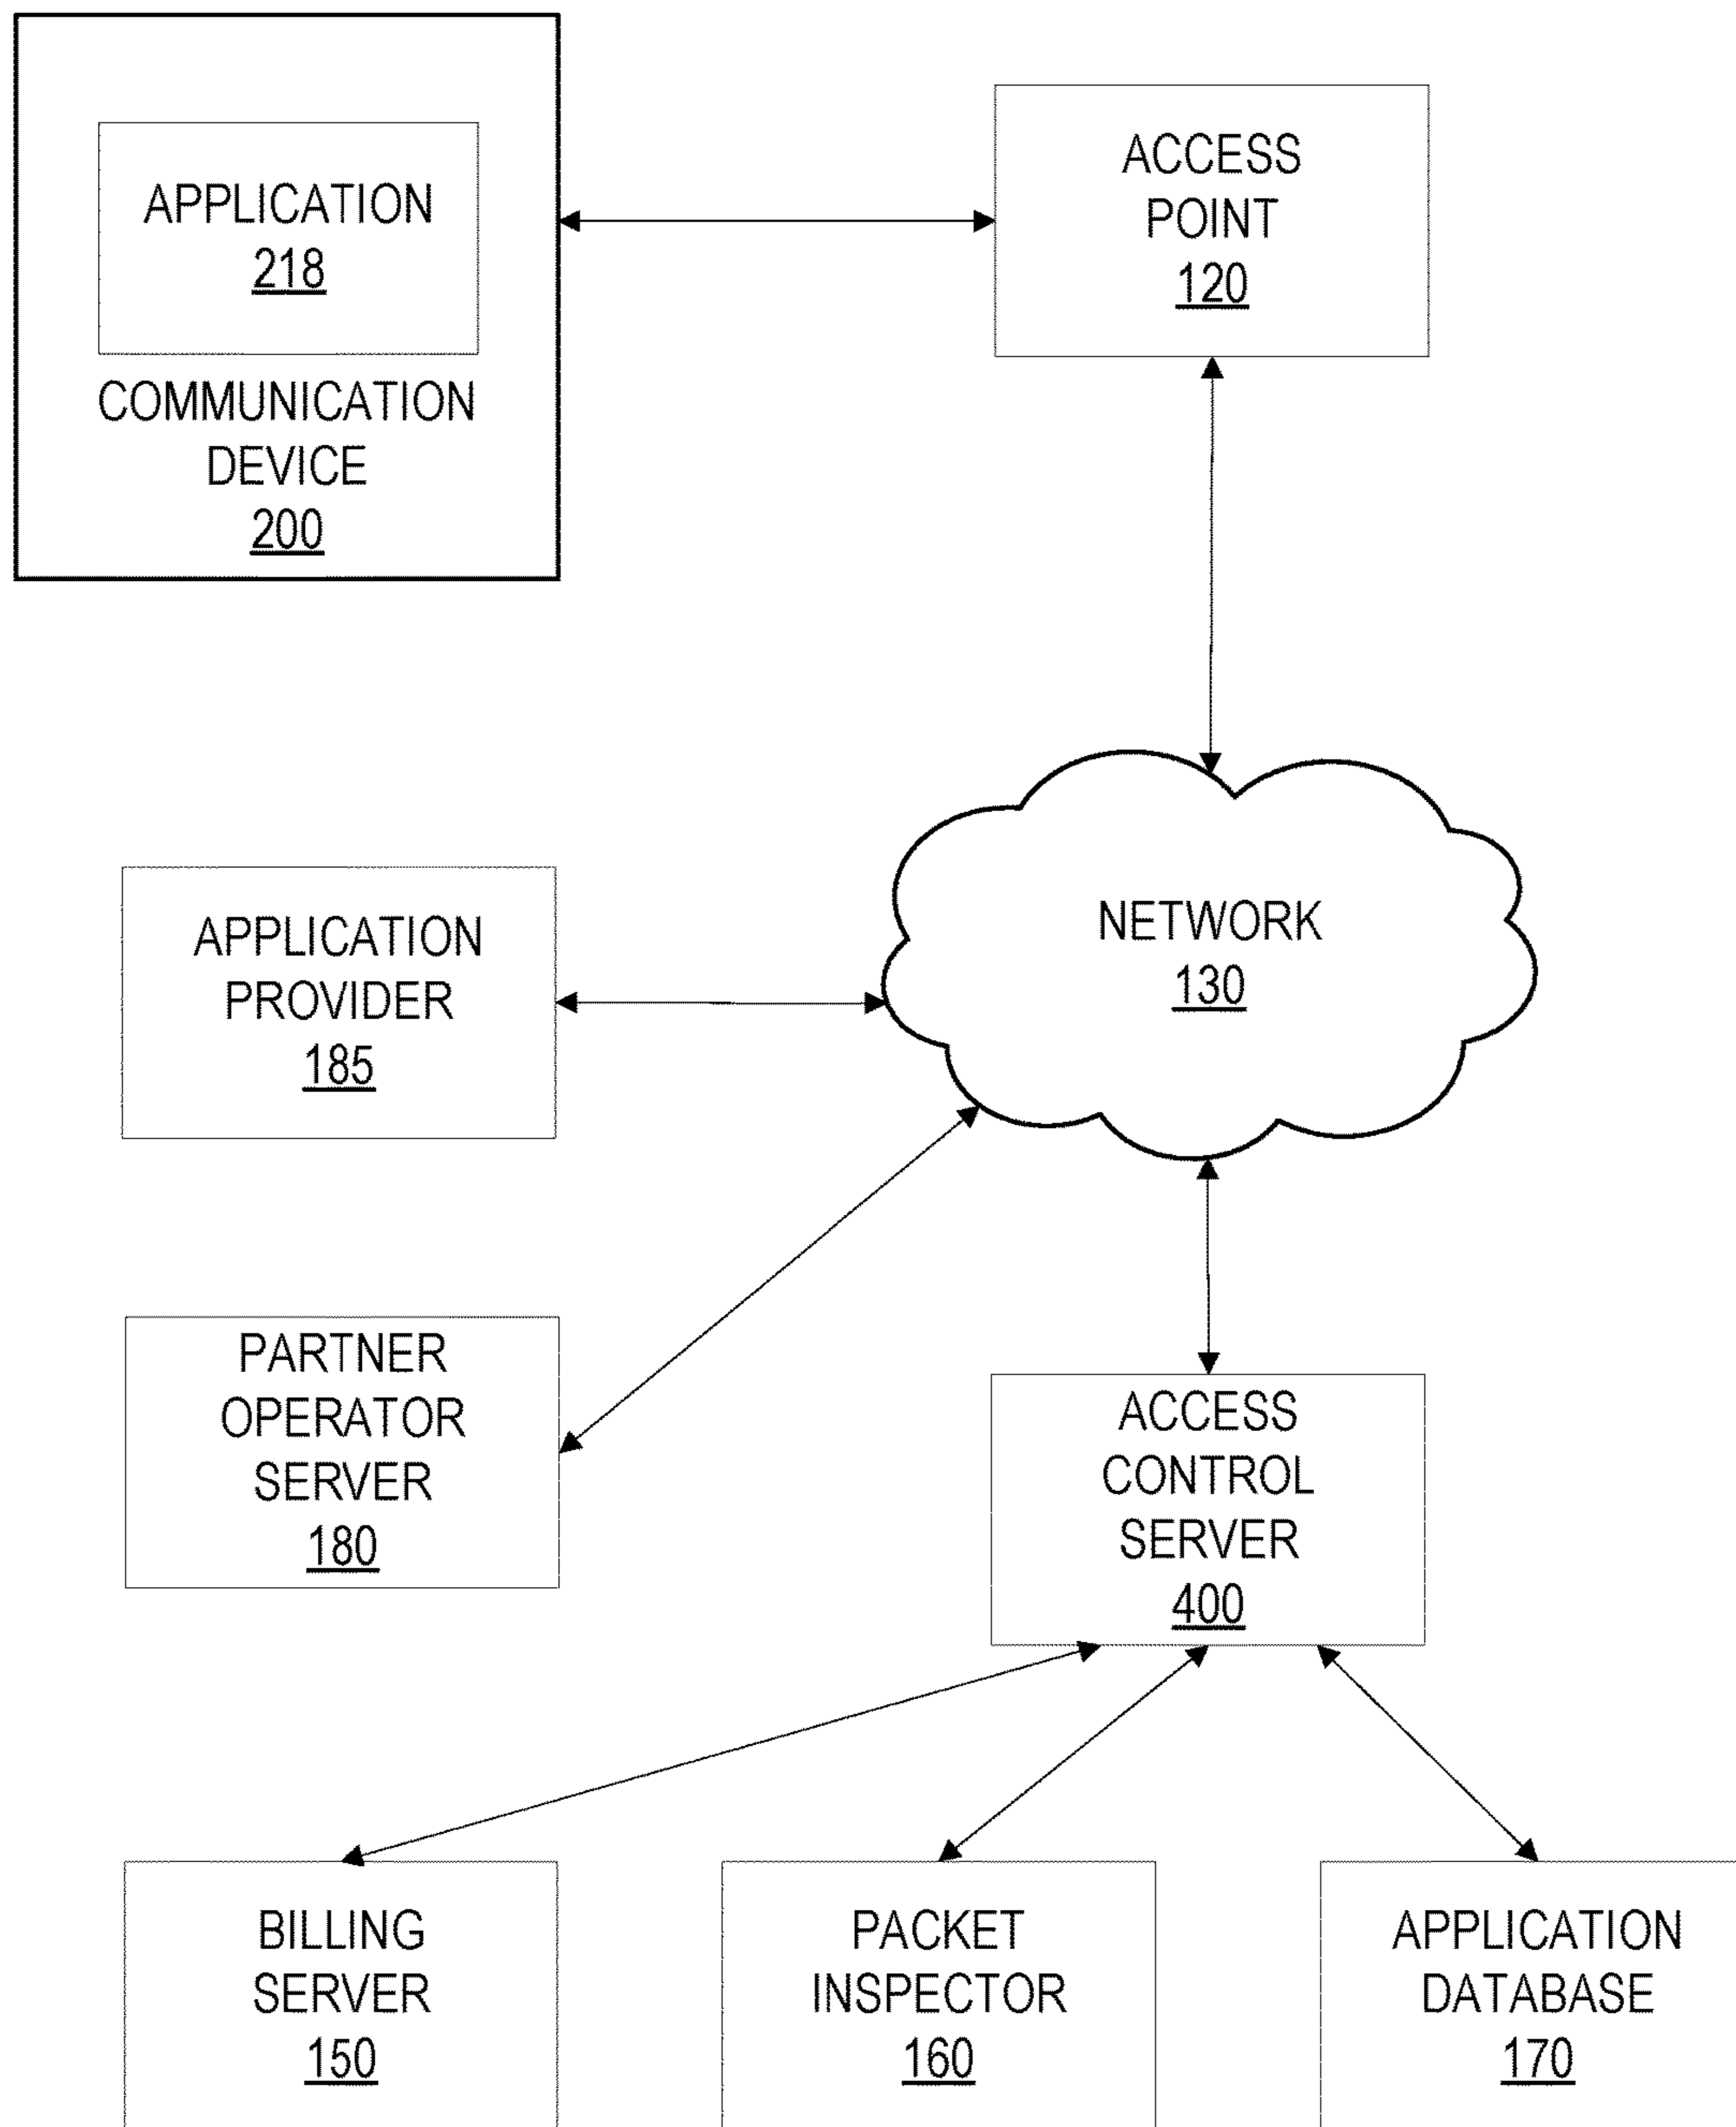 APPLICATION
218
COMMUNICATION
DEVICE
200
ACCESS
POINT
120
NETWORK
130
APPLICATION
PROVIDER
185
PARTNER
OPERATOR
SERVER
180
ACCESS
CONTROL
SERVER
400
BILLING
SERVER
150
PACKET
INSPECTOR
160
APPLICATION
DATABASE
170